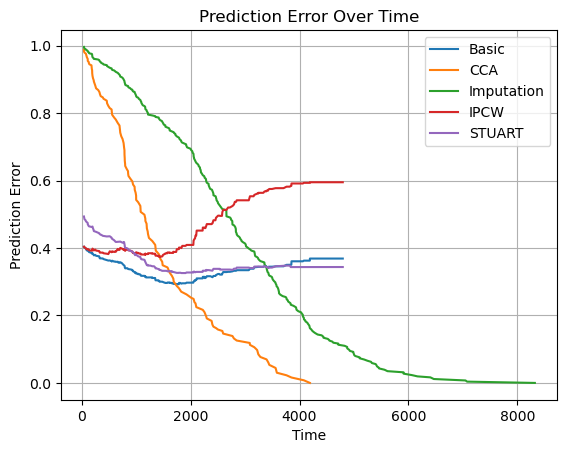 Prediction Error Over Time
Basic
CCA
Imputation
IPCW
STUART
Prediction Error
1.0
0.8
0.6
0.4
0.2
0.0
0 2000 4000 6000 8000
Time